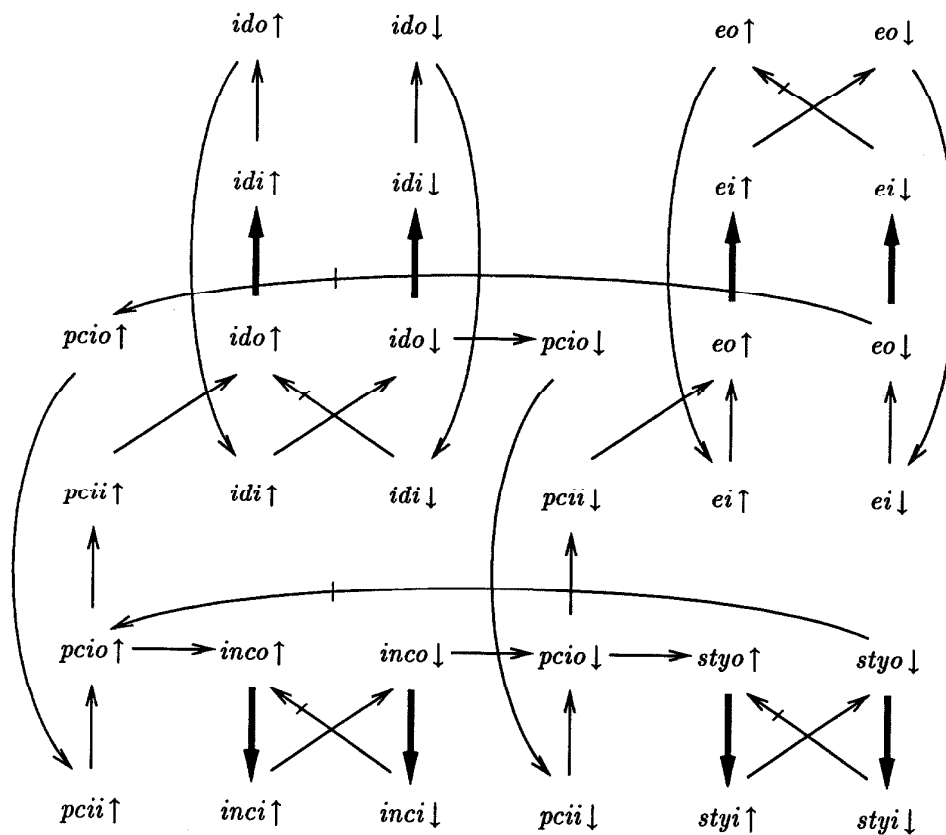 ido↑ ido↓ eo↑ eo↓
idi↑ idi↓ ei↑ ei↓
pcio↑ ido↑ ido↓ pcio↓ eo↑ eo↓
pcii↑ idi↑ idi↓ pcii↓ ei↑ ei↓
pcio↑ inco↑ inco↓ pcio↓ styo↑ styo↓
pcii↑ inci↑ inci↓ pcii↓ styi↑ styi↓